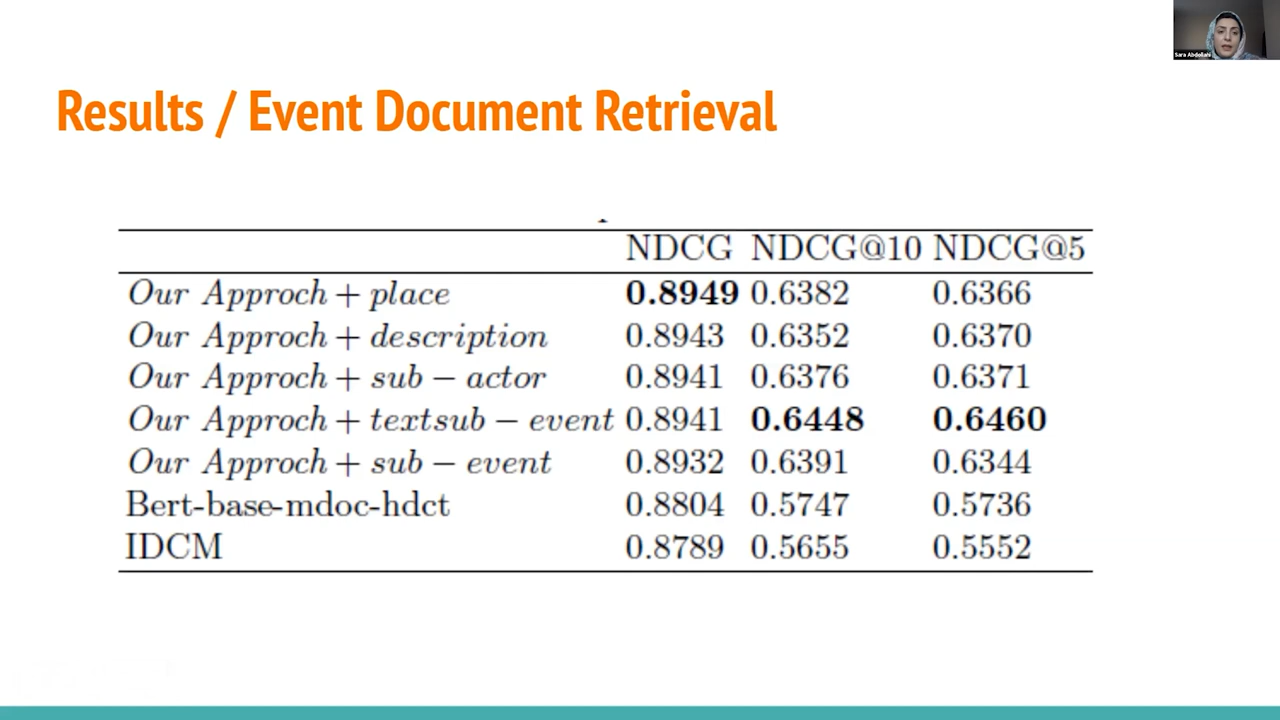 Sara Abdollahi
Results / Event Document Retrieval
NDCG NDCG@10 NDCG@5
Our Approch + place 0.8949 0.6382 0.6366
Our Approch + description 0.8943 0.6352 0.6370
Our Approch + sub − actor 0.8941 0.6376 0.6371
Our Approch + textsub − event 0.8941 0.6448 0.6460
Our Approch + sub − event 0.8932 0.6391 0.6344
Bert-base-mdoc-hdct 0.8804 0.5747 0.5736
IDCM 0.8789 0.5655 0.5552